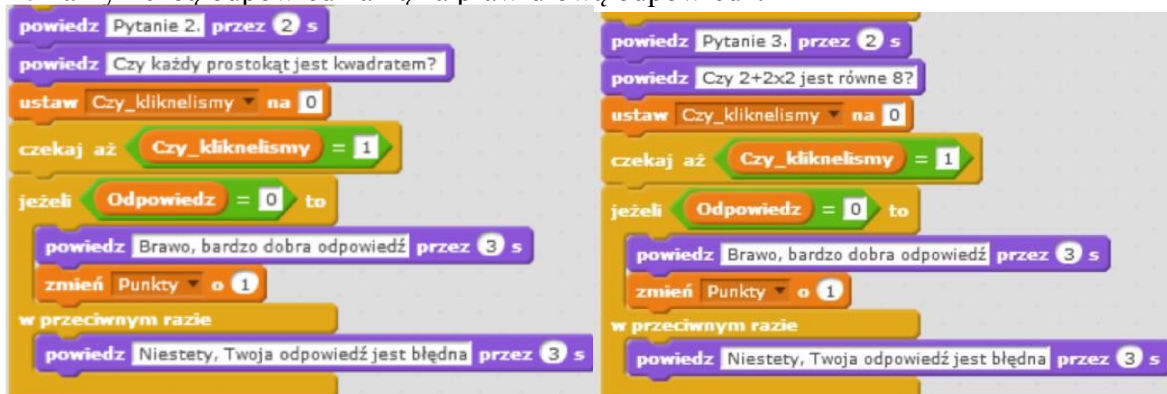 powiedz Pytanie 2. przez 2 s
powiedz Czy każdy prostokąt jest kwadratem?
ustaw Czy_kliknelismy na 0
czekaj aż Czy_kliknelismy = 1
jeżeli Odpowiedz = 0 to
powiedz Brawo, bardzo dobra odpowiedź przez 3 s
zmień Punkty o 1
w przeciwnym razie
powiedz Niestety, Twoja odpowiedź jest błędna przez 3 s
powiedz Pytanie 3. przez 2 s
powiedz Czy 2+2x2 jest równe 8?
ustaw Czy_kliknelismy na 0
czekaj aż Czy_kliknelismy = 1
jeżeli Odpowiedz = 0 to
powiedz Brawo, bardzo dobra odpowiedź przez 3 s
zmień Punkty o 1
w przeciwnym razie
powiedz Niestety, Twoja odpowiedź jest błędna przez 3 s